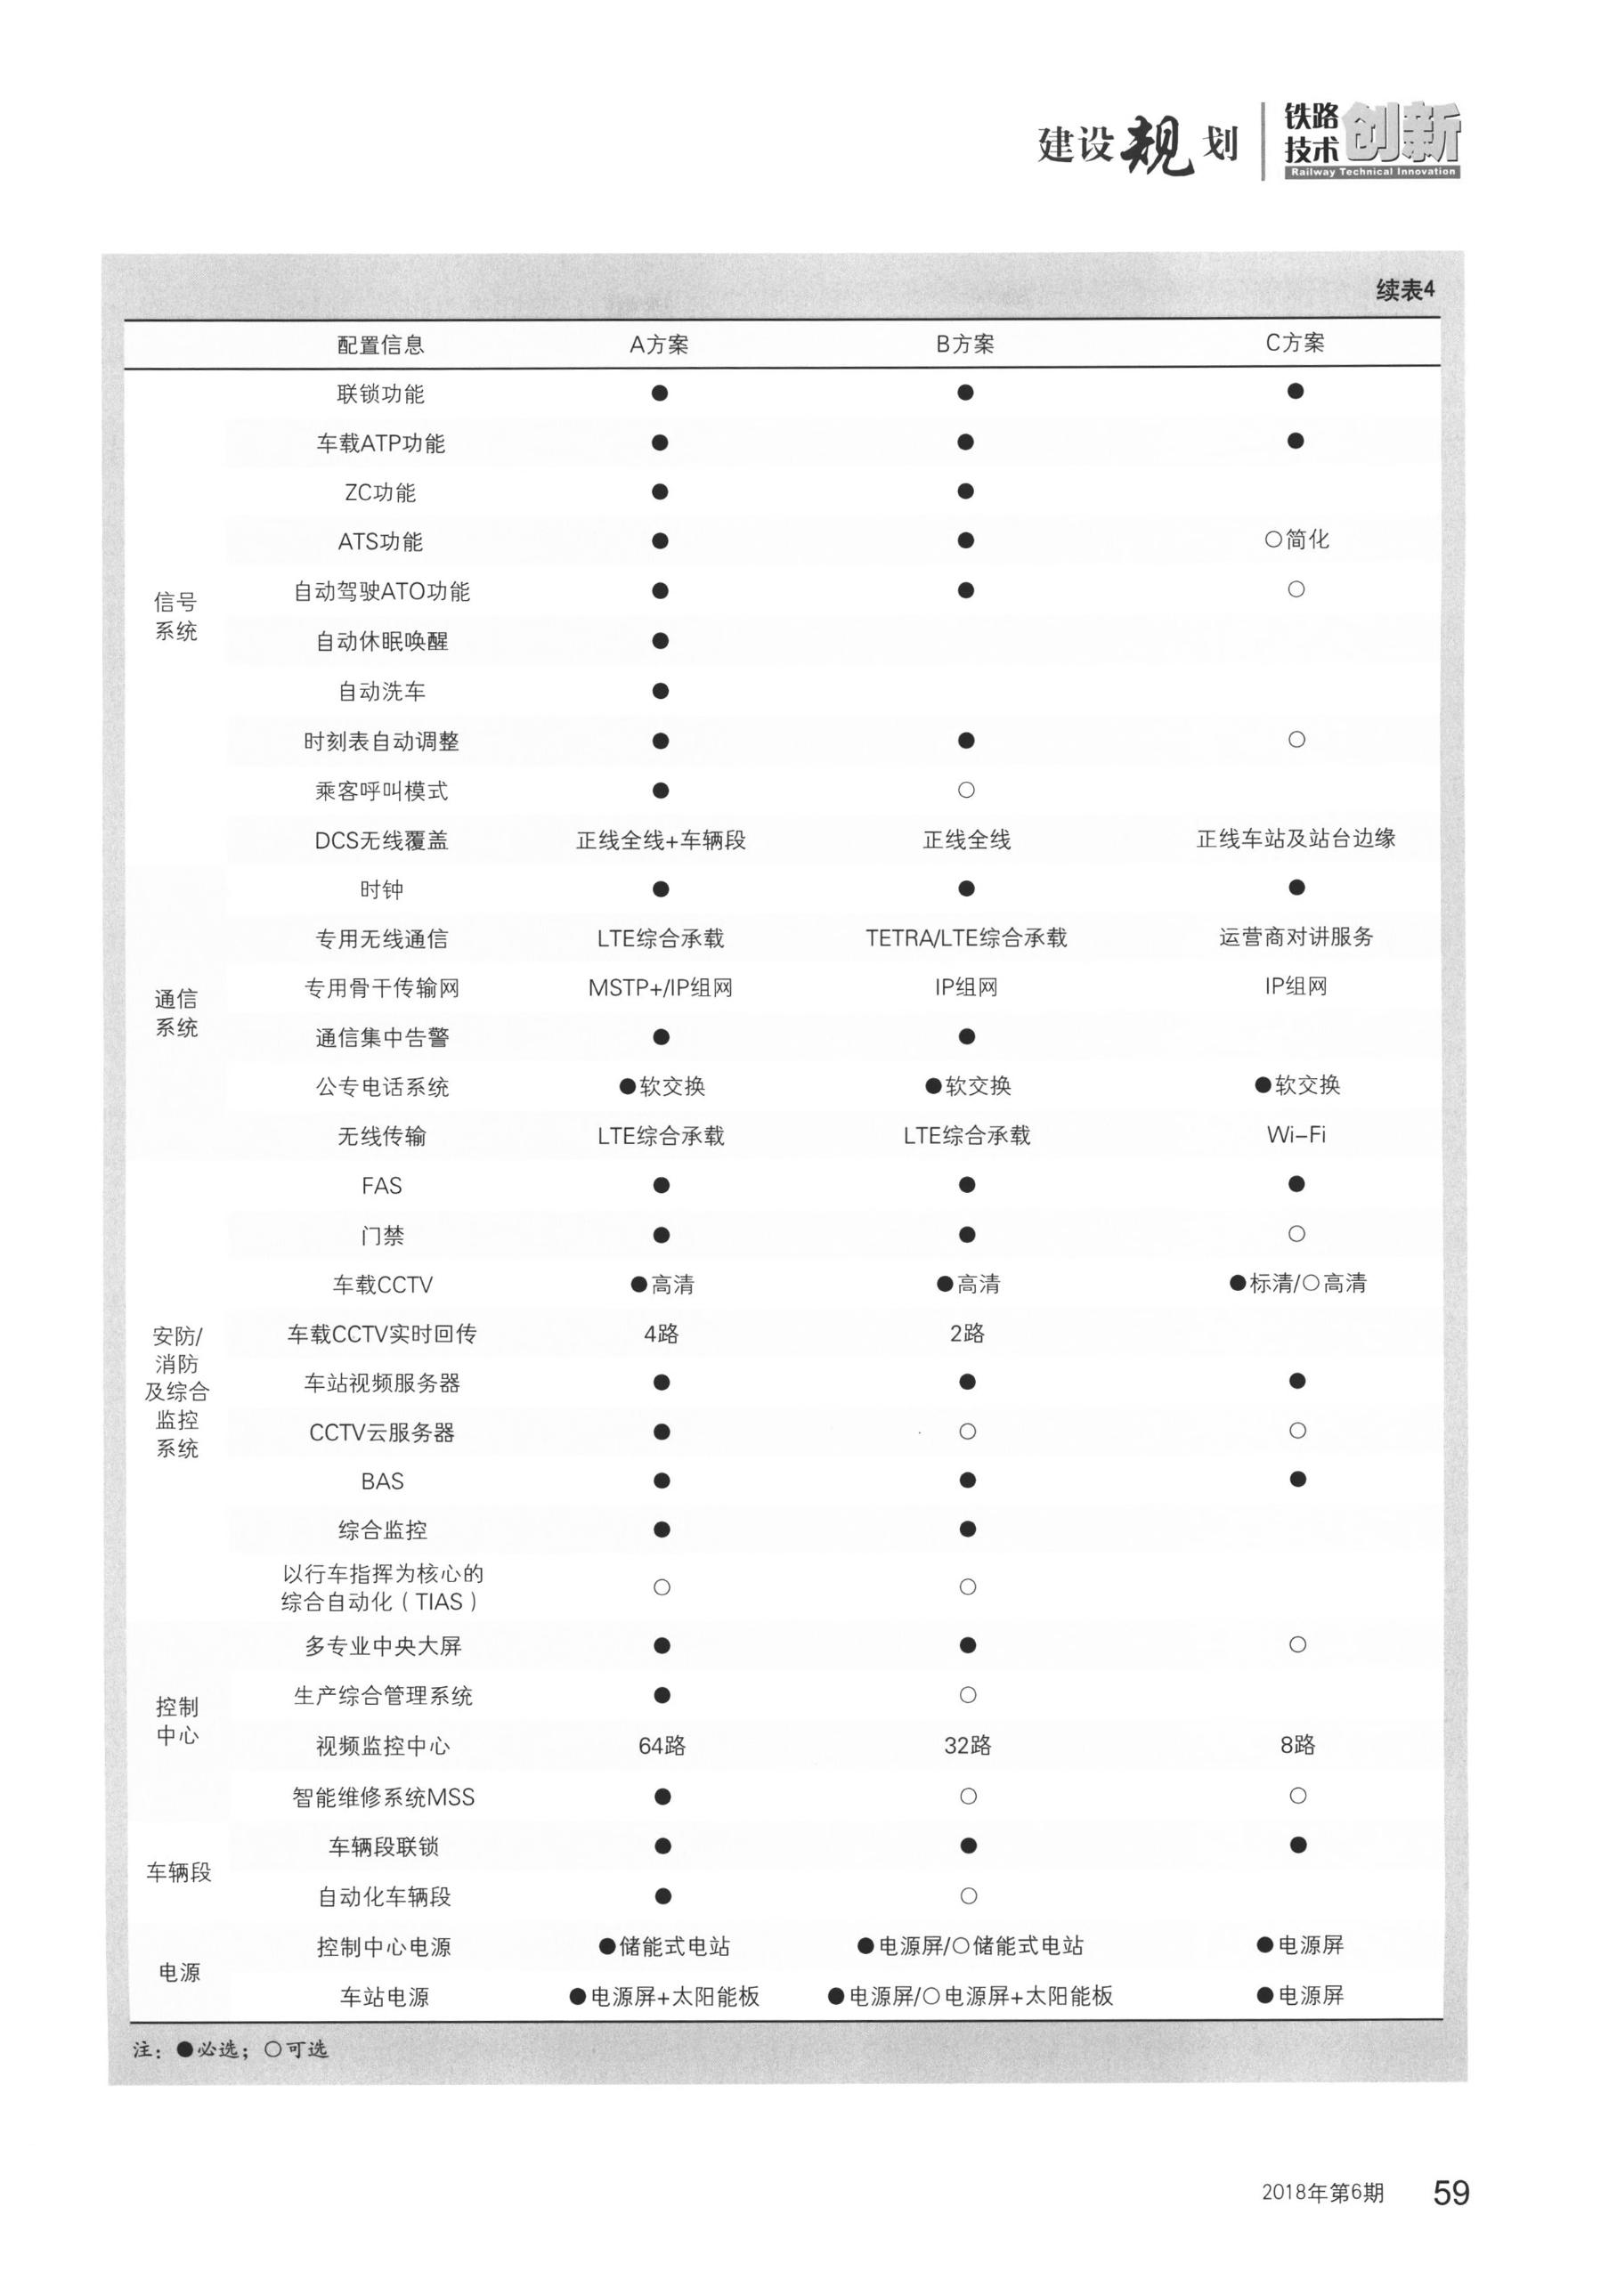 建设规划
铁路
技术
创新
Railway Technical Innovation
续表4
配置信息 A方案 B方案 C方案
信号
系统
联锁功能 ● ● ●
车载ATP功能 ● ● ●
ZC功能 ● ●
ATS功能 ● ● ○简化
自动驾驶ATO功能 ● ● ○
自动休眠唤醒 ●
自动洗车 ●
时刻表自动调整 ● ● ○
乘客呼叫模式 ● ○
DCS无线覆盖 正线全线+车辆段 正线全线 正线车站及站台边缘
通信
系统
时钟 ● ● ●
专用无线通信 LTE综合承载 TETRA/LTE综合承载 运营商对讲服务
专用骨干传输网 MSTP+/IP组网 IP组网 IP组网
通信集中告警 ● ●
公专电话系统 ●软交换 ●软交换 ●软交换
无线传输 LTE综合承载 LTE综合承载 Wi-Fi
安防/
消防
及综合
监控
系统
FAS ● ● ●
门禁 ● ● ○
车载CCTV ●高清 ●高清 ●标清/○高清
车载CCTV实时回传 4路 2路
车站视频服务器 ● ● ●
CCTV云服务器 ● ○ ○
BAS ● ● ●
综合监控 ● ●
以行车指挥为核心的
综合自动化（TIAS） ○ ○
控制
中心
多专业中央大屏 ● ● ○
生产综合管理系统 ● ○
视频监控中心 64路 32路 8路
智能维修系统MSS ● ○ ○
车辆段
车辆段联锁 ● ● ●
自动化车辆段 ● ○
电源
控制中心电源 ●储能式电站 ●电源屏/○储能式电站 ●电源屏
车站电源 ●电源屏+太阳能板 ●电源屏/○电源屏+太阳能板 ●电源屏
注：●必选；○可选
2018年第6期 59